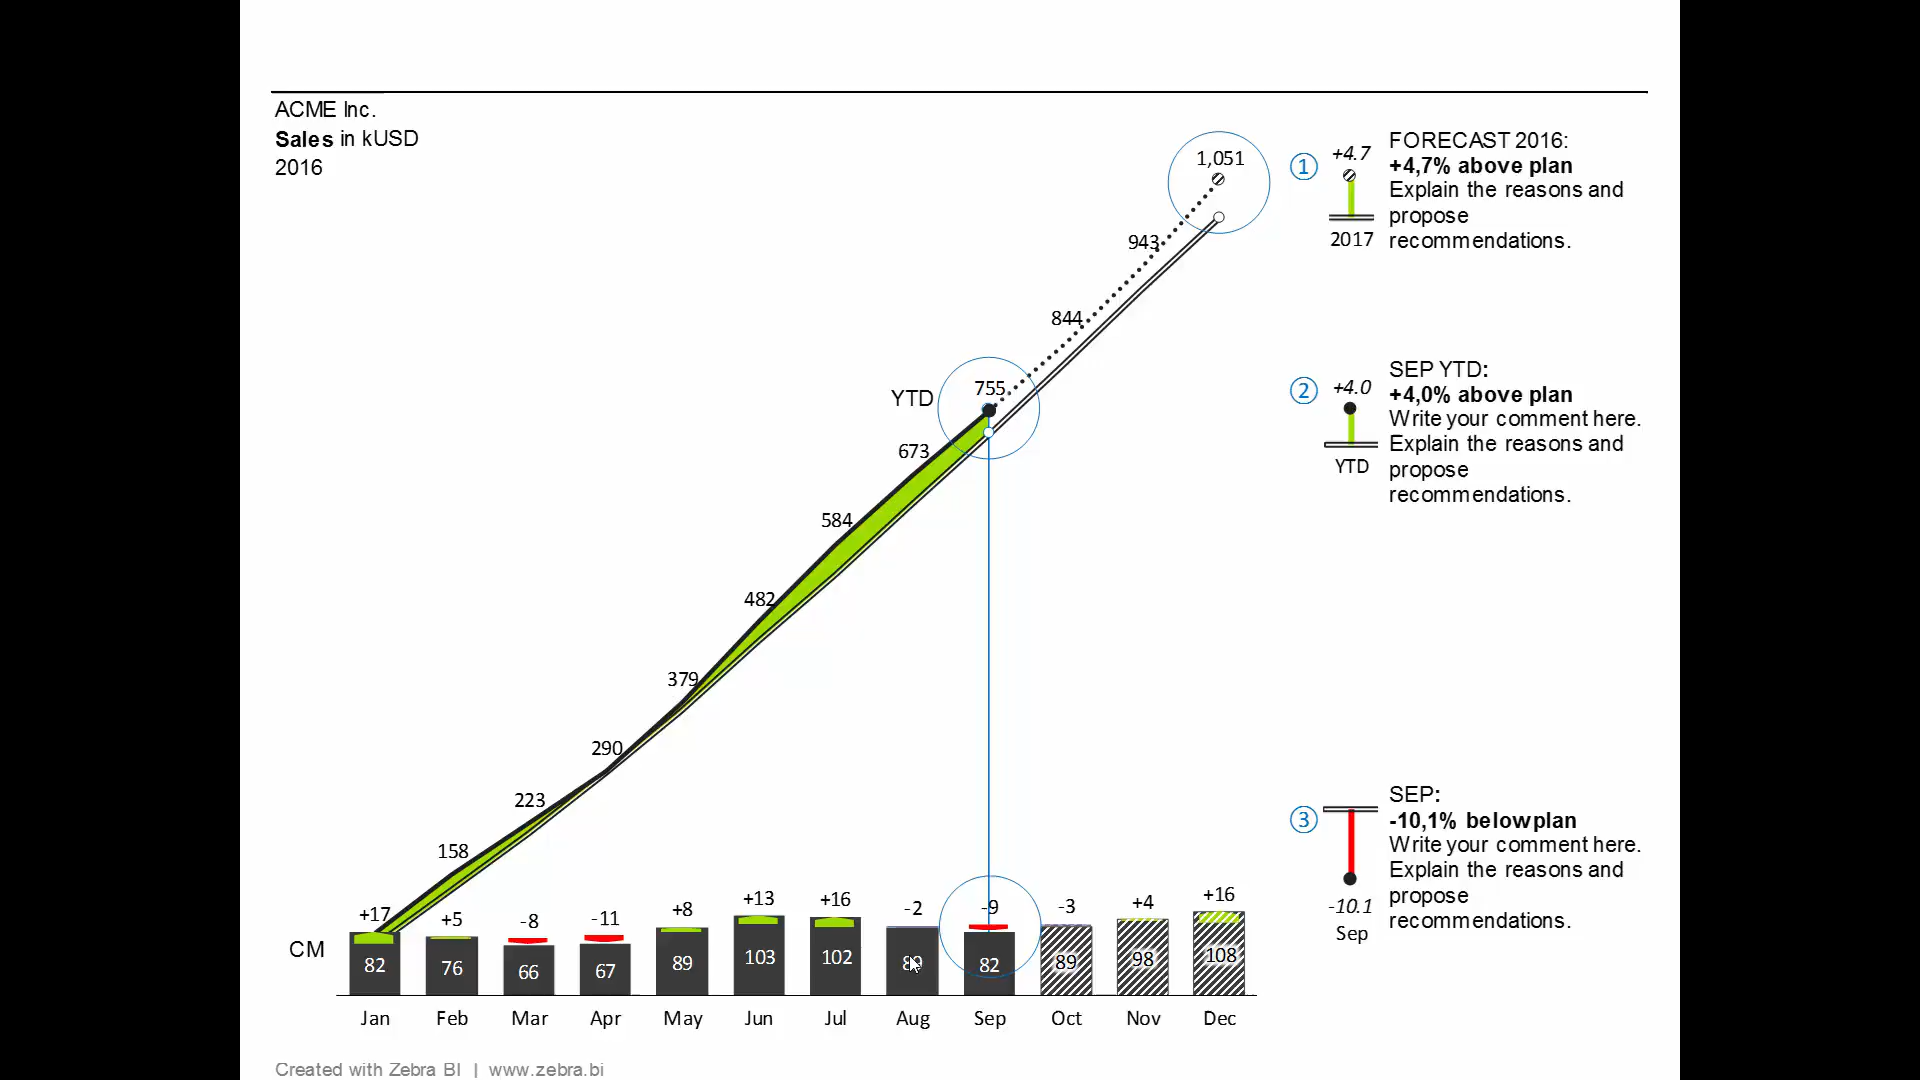 ACME Inc.
Sales in kUSD
2016
1,051
943
844
YTD
755
673
584
482
379
290
223
158
+17
+5
-8
-11
+8
+13
+16
-2
-9
-3
+4
+16
CM
82
76
66
67
89
103
102
82
89
98
108
Jan
Feb
Mar
Apr
May
Jun
Jul
Aug
Sep
Oct
Nov
Dec
1
+4.7
2017
FORECAST 2016:
+4,7% above plan
Explain the reasons and
propose
recommendations.
2
+4.0
YTD
SEP YTD:
+4,0% above plan
Write your comment here.
Explain the reasons and
propose
recommendations.
3
-10.1
Sep
SEP:
-10,1% below plan
Write your comment here.
Explain the reasons and
propose
recommendations.
Created with Zebra BI | www.zebra.bi